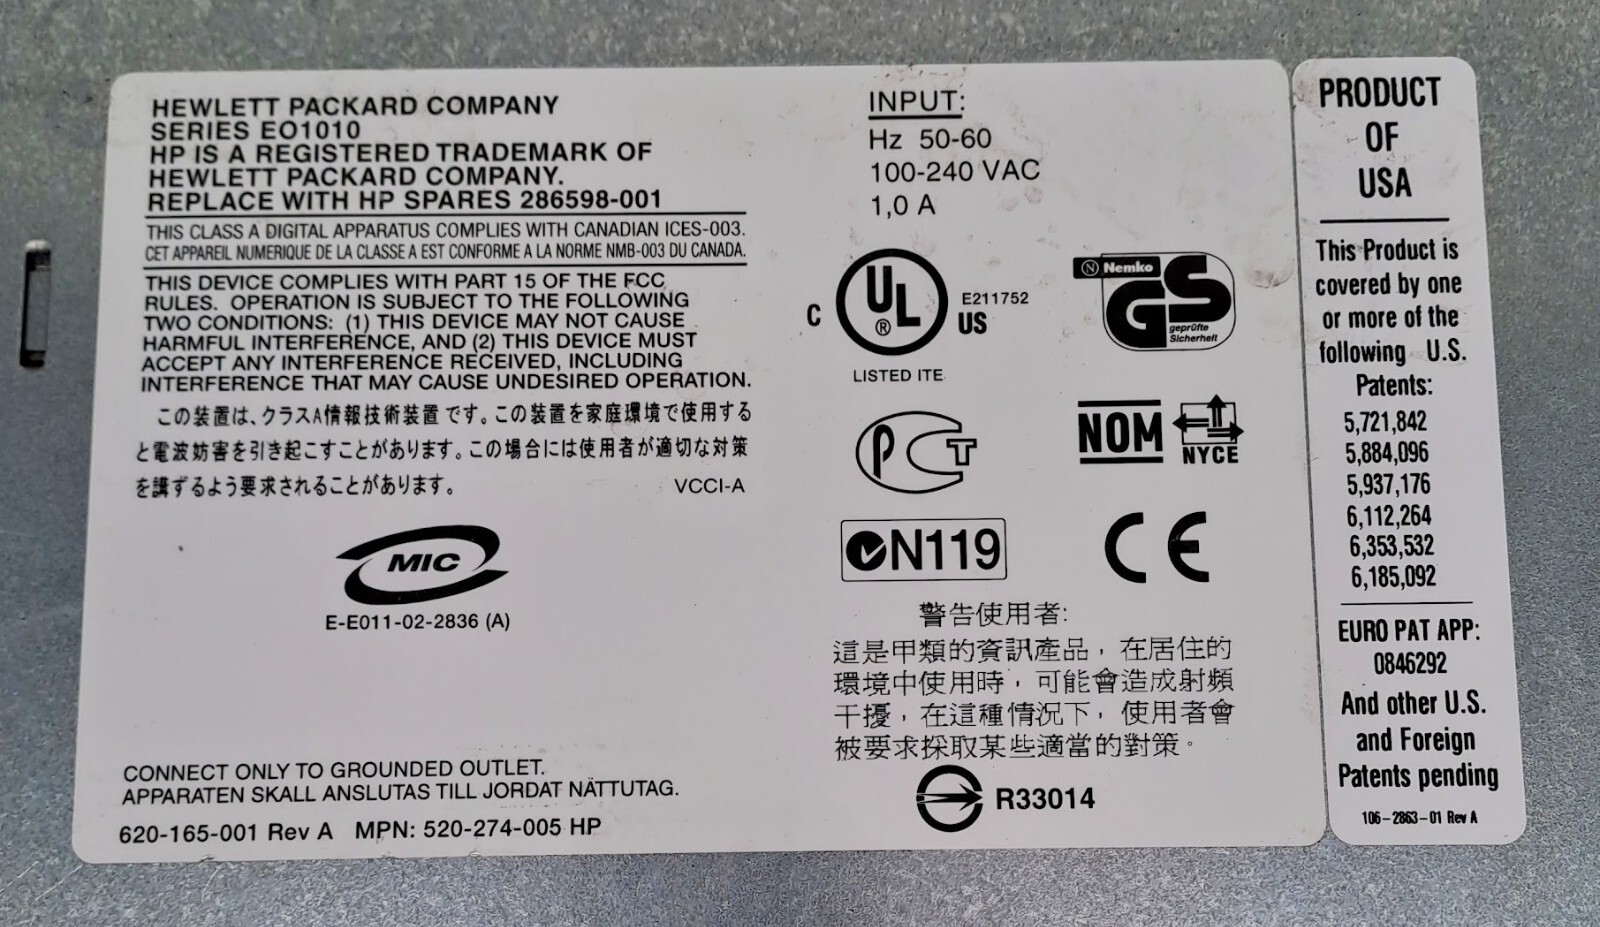 HEWLETT PACKARD COMPANY
SERIES EO1010
HP IS A REGISTERED TRADEMARK OF
HEWLETT PACKARD COMPANY.
REPLACE WITH HP SPARES 286598-001
THIS CLASS A DIGITAL APPARATUS COMPLIES WITH CANADIAN ICES-003.
CET APPAREIL NUMERIQUE DE LA CLASSE A EST CONFORME A LA NORME NMB-003 DU CANADA.
THIS DEVICE COMPLIES WITH PART 15 OF THE FCC
RULES. OPERATION IS SUBJECT TO THE FOLLOWING
TWO CONDITIONS: (1) THIS DEVICE MAY NOT CAUSE
HARMFUL INTERFERENCE, AND (2) THIS DEVICE MUST
ACCEPT ANY INTERFERENCE RECEIVED, INCLUDING
INTERFERENCE THAT MAY CAUSE UNDESIRED OPERATION.
この装置は、クラスA情報技術装置です。この装置を家庭環境で使用する
と電波妨害を引き起こすことがあります。この場合には使用者が適切な対策
を講ずるよう要求されることがあります。
VCCI-A
MIC
E-E011-02-2836 (A)
CONNECT ONLY TO GROUNDED OUTLET.
APPARATEN SKALL ANSLUTAS TILL JORDAT NÄTTUTAG.
620-165-001 Rev A MPN: 520-274-005 HP
INPUT:
Hz 50-60
100-240 VAC
1,0 A
C UL ® E211752
US
LISTED ITE
N Nemko
GS
geprüfte
Sicherheit
PCT
NOM
NYCE
N119
CE
警告使用者:
這是甲類的資訊產品，在居住的
環境中使用時，可能會造成射頻
干擾，在這種情況下，使用者會
被要求採取某些適當的對策。
R33014
PRODUCT
OF
USA
This Product is
covered by one
or more of the
following U.S.
Patents:
5,721,842
5,884,096
5,937,176
6,112,264
6,353,532
6,185,092
EURO PAT APP:
0846292
And other U.S.
and Foreign
Patents pending
106-2863-01 Rev A